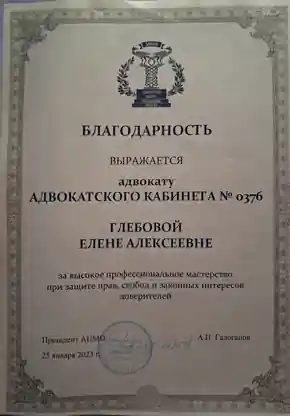 БЛАГОДАРНОСТЬ
ВЫРАЖАЕТСЯ
адвокату
АДВОКАТСКОГО КАБИНЕТА № 0376
ГЛЕБОВОЙ
ЕЛЕНЕ АЛЕКСЕЕВНЕ
за высокое профессиональное мастерство
при защите прав, свобод и законных интересов
доверителей
Президент АПМО
А.П. Галоганов
25 января 2023 г.